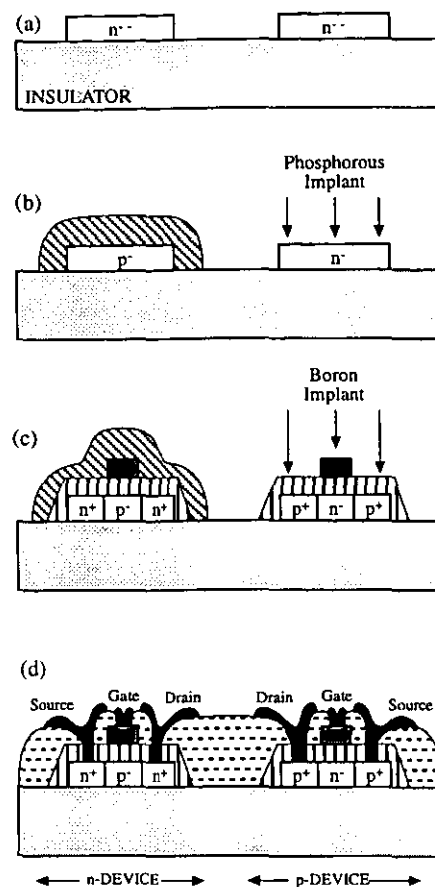 (a)
n-- n--
INSULATOR
(b)
Phosphorous
Implant
p- n-
(c)
Boron
Implant
n+ p- n+ p+ n- p+
(d)
Source Gate Drain Drain Gate Source
n+ p- n+ p+ n- p+
n-DEVICE p-DEVICE